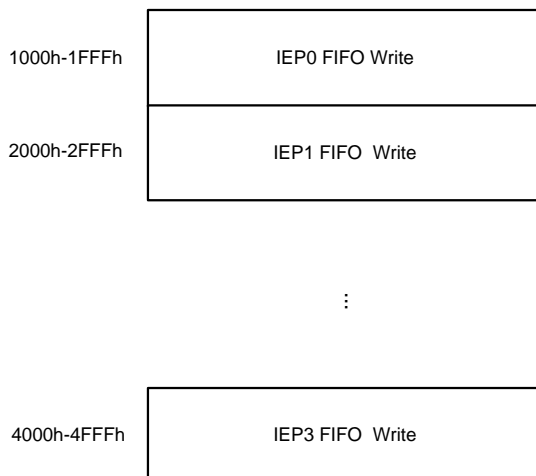 1000h-1FFFh IEP0 FIFO Write
2000h-2FFFh IEP1 FIFO Write
⋮
4000h-4FFFh IEP3 FIFO Write